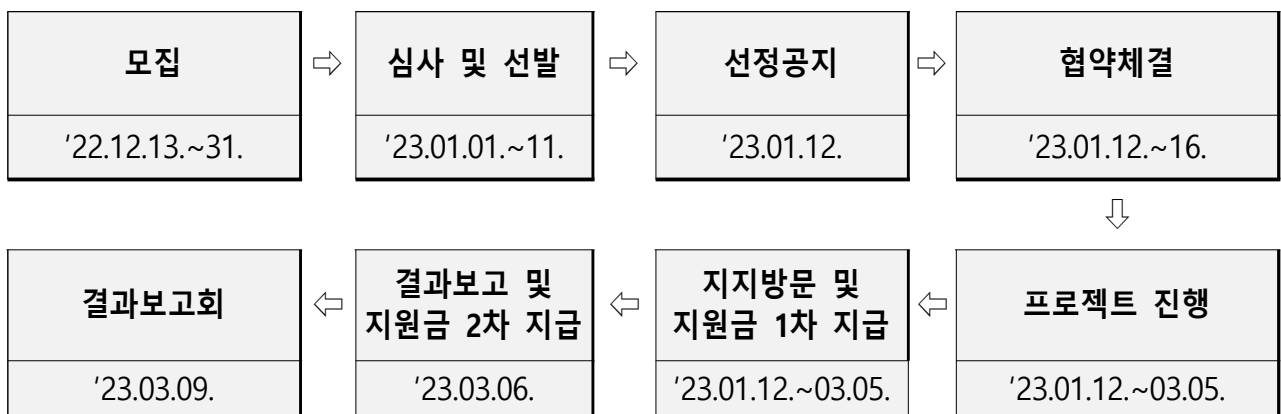 모집
⇨
심사 및 선발
⇨
선정공지
⇨
협약체결
'22.12.13.~31.
'23.01.01.~11.
'23.01.12.
'23.01.12.~16.
⇩
프로젝트 진행
⇦
지지방문 및
지원금 1차 지급
⇦
결과보고 및
지원금 2차 지급
⇦
결과보고회
'23.01.12.~03.05.
'23.01.12.~03.05.
'23.03.06.
'23.03.09.